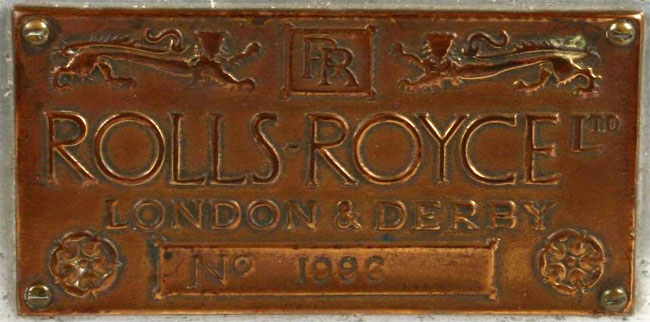 RR
ROLLS-ROYCE LTD
LONDON & DERBY
No 1096